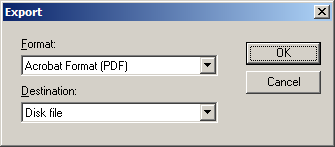 Export
Format:
Acrobat Format (PDF)
OK
Cancel
Destination:
Disk file